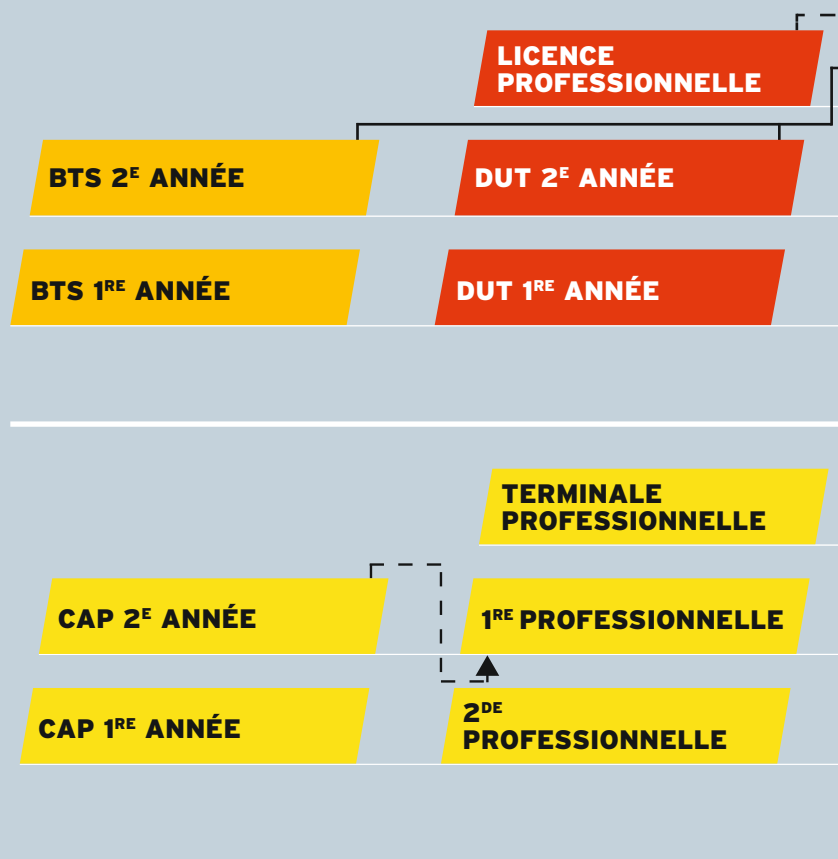 LICENCE
PROFESSIONNELLE
BTS 2E ANNÉE
DUT 2E ANNÉE
BTS 1RE ANNÉE
DUT 1RE ANNÉE
TERMINALE
PROFESSIONNELLE
CAP 2E ANNÉE
1RE PROFESSIONNELLE
CAP 1RE ANNÉE
2DE
PROFESSIONNELLE